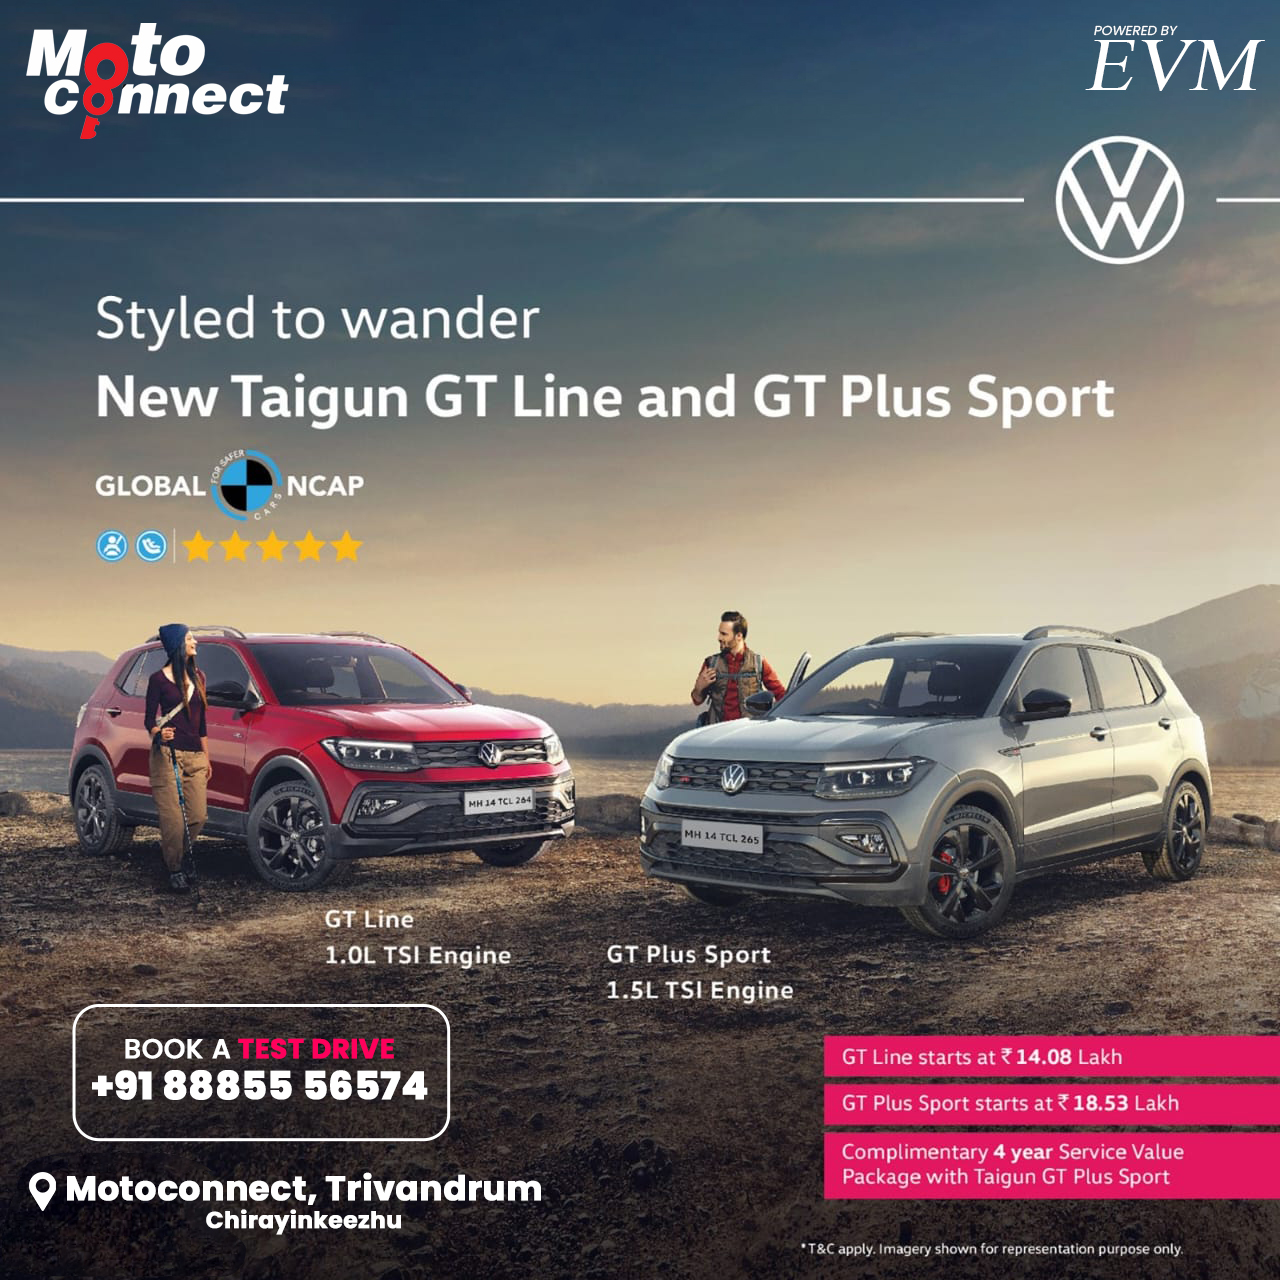 Moto
connect
POWERED BY
EVM
Styled to wander
New Taigun GT Line and GT Plus Sport
GLOBAL FOR SAFER CARS NCAP
MH 14 TCL 264
MH 14 TCL 265
GT Line
1.0L TSI Engine
GT Plus Sport
1.5L TSI Engine
BOOK A TEST DRIVE
+91 88855 56574
Motoconnect, Trivandrum
Chirayinkeezhu
GT Line starts at ₹ 14.08 Lakh
GT Plus Sport starts at ₹ 18.53 Lakh
Complimentary 4 year Service Value
Package with Taigun GT Plus Sport
*T&C apply. Imagery shown for representation purpose only.